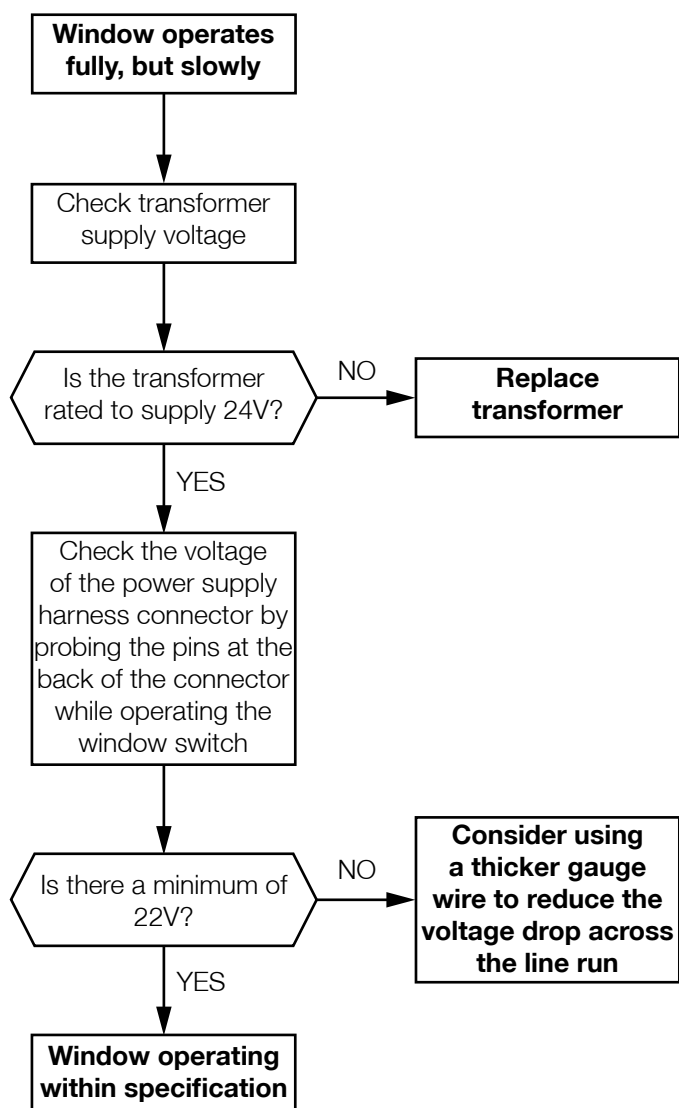 Window operates
fully, but slowly
Check transformer
supply voltage
Is the transformer
rated to supply 24V?
NO
Replace
transformer
YES
Check the voltage
of the power supply
harness connector by
probing the pins at the
back of the connector
while operating the
window switch
Is there a minimum of
22V?
NO
Consider using
a thicker gauge
wire to reduce the
voltage drop across
the line run
YES
Window operating
within specification